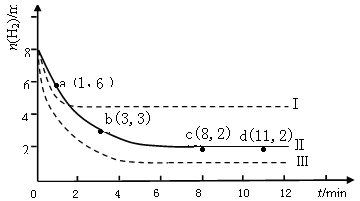 n(H₂)/m
8
6
4
2
a (1,6)
b(3,3)
c(8,2) d(11,2)
I
II
III
0 2 4 6 8 10 12 t/min